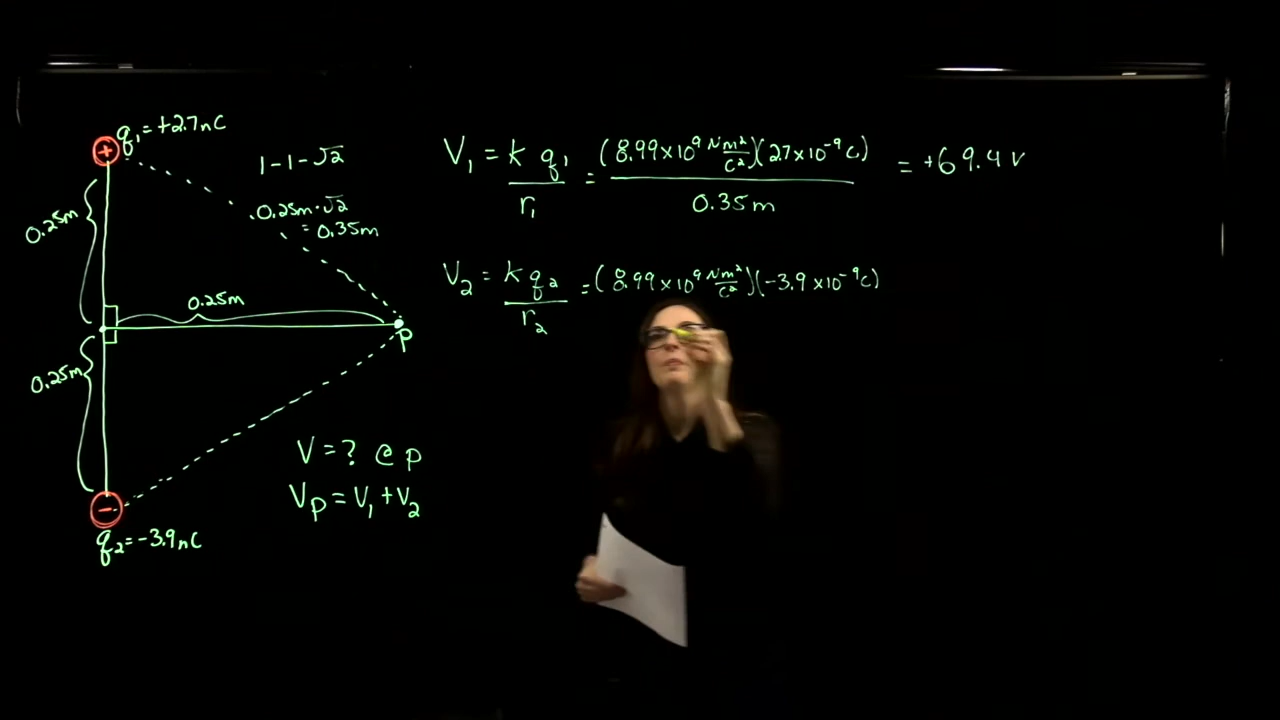 q₁ = +2.7nC
+
1-1-√2
0.25m
0.25m·√2
= 0.35m
0.25m
P
0.25m
V = ? @ p
Vp = V₁ + V₂
-
q₂ = -3.9nC
V₁ = k q₁ / r₁ = (8.99×10⁹ Nm²/C²)(2.7×10⁻⁹C) / 0.35m = +69.4 V
V₂ = k q₂ / r₂ = (8.99×10⁹ Nm²/C²)(-3.9×10⁻⁹C)